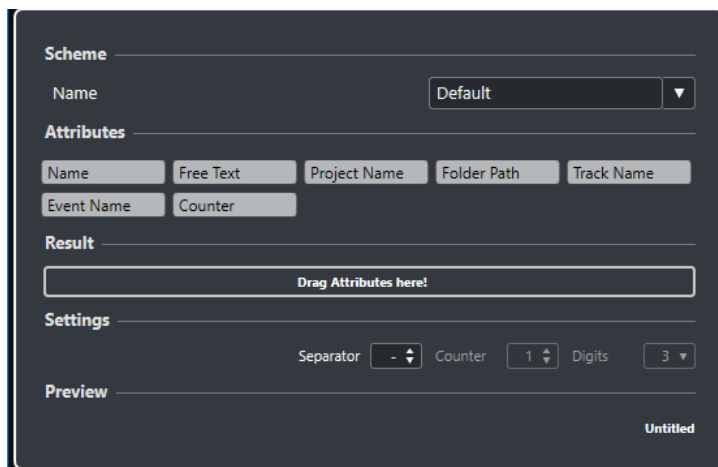 Scheme
Name Default
Attributes
Name Free Text Project Name Folder Path Track Name
Event Name Counter
Result
Drag Attributes here!
Settings
Separator - Counter 1 Digits 3
Preview
Untitled